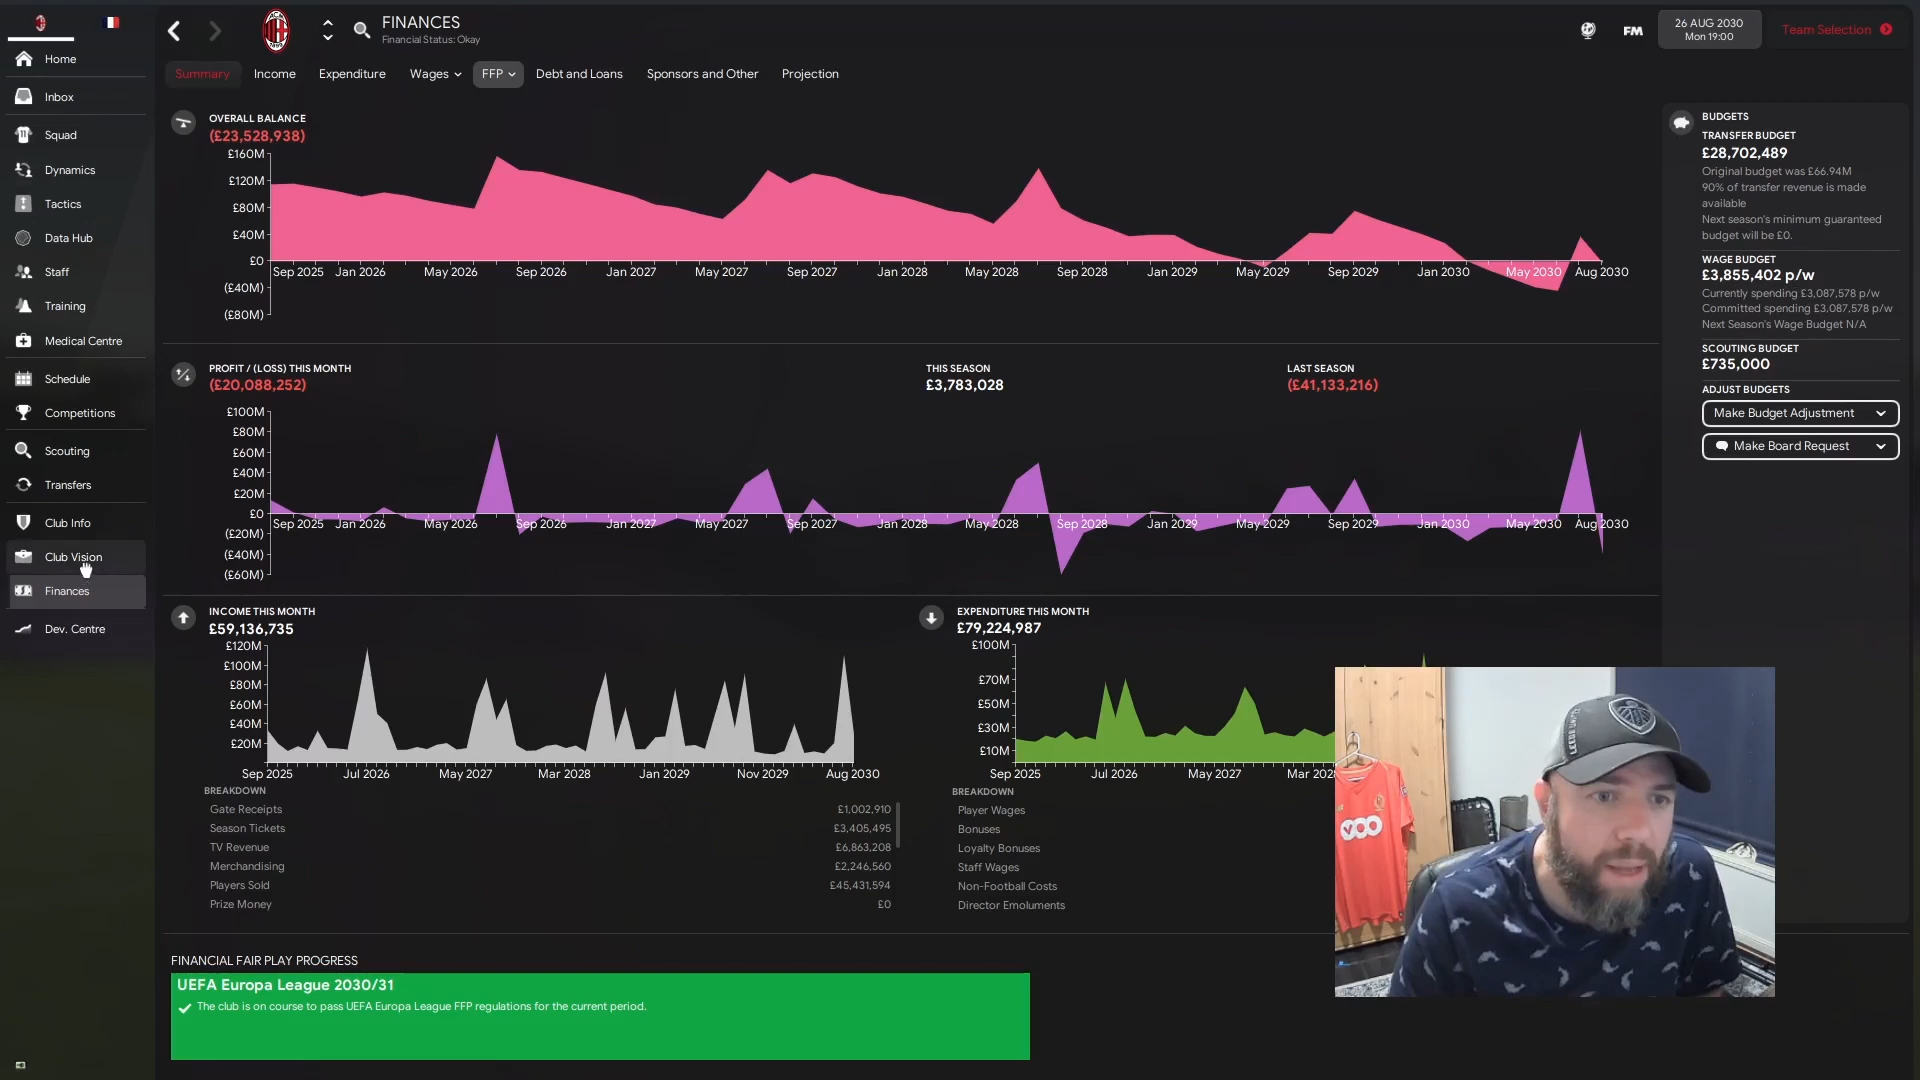 FINANCES
Financial Status: Okay
FM
26 AUG 2030
Mon 19:00
Team Selection
Home
Inbox
Squad
Dynamics
Tactics
Data Hub
Staff
Training
Medical Centre
Schedule
Competitions
Scouting
Transfers
Club Info
Club Vision
Finances
Dev. Centre
Summary
Income
Expenditure
Wages
FFP
Debt and Loans
Sponsors and Other
Projection
OVERALL BALANCE
(£23,528,938)
£160M
£120M
£80M
£40M
£0
(£40M)
(£80M)
Sep 2025 Jan 2026 May 2026 Sep 2026 Jan 2027 May 2027 Sep 2027 Jan 2028 May 2028 Sep 2028 Jan 2029 May 2029 Sep 2029 Jan 2030 May 2030 Aug 2030
PROFIT / (LOSS) THIS MONTH
(£20,088,252)
THIS SEASON
£3,783,028
LAST SEASON
(£41,133,216)
£100M
£80M
£60M
£40M
£20M
£0
(£20M)
(£40M)
(£60M)
Sep 2025 Jan 2026 May 2026 Sep 2026 Jan 2027 May 2027 Sep 2027 Jan 2028 May 2028 Sep 2028 Jan 2029 May 2029 Sep 2029 Jan 2030 May 2030 Aug 2030
INCOME THIS MONTH
£59,136,735
£120M
£100M
£80M
£60M
£40M
£20M
Sep 2025 Jul 2026 May 2027 Mar 2028 Jan 2029 Nov 2029 Aug 2030
BREAKDOWN
Gate Receipts £1,002,910
Season Tickets £3,405,495
TV Revenue £6,863,208
Merchandising £2,246,560
Players Sold £45,431,594
Prize Money £0
EXPENDITURE THIS MONTH
£79,224,987
£100M
£70M
£50M
£30M
£10M
Sep 2025 Jul 2026 May 2027 Mar 2028
BREAKDOWN
Player Wages
Bonuses
Loyalty Bonuses
Staff Wages
Non-Football Costs
Director Emoluments
FINANCIAL FAIR PLAY PROGRESS
UEFA Europa League 2030/31
The club is on course to pass UEFA Europa League FFP regulations for the current period.
BUDGETS
TRANSFER BUDGET
£28,702,489
Original budget was £66.94M
90% of transfer revenue is made
available
Next season's minimum guaranteed
budget will be £0.
WAGE BUDGET
£3,855,402 p/w
Currently spending £3,087,578 p/w
Committed spending £3,087,578 p/w
Next Season's Wage Budget N/A
SCOUTING BUDGET
£735,000
ADJUST BUDGETS
Make Budget Adjustment
Make Board Request
LEEDS UNITED
VOO